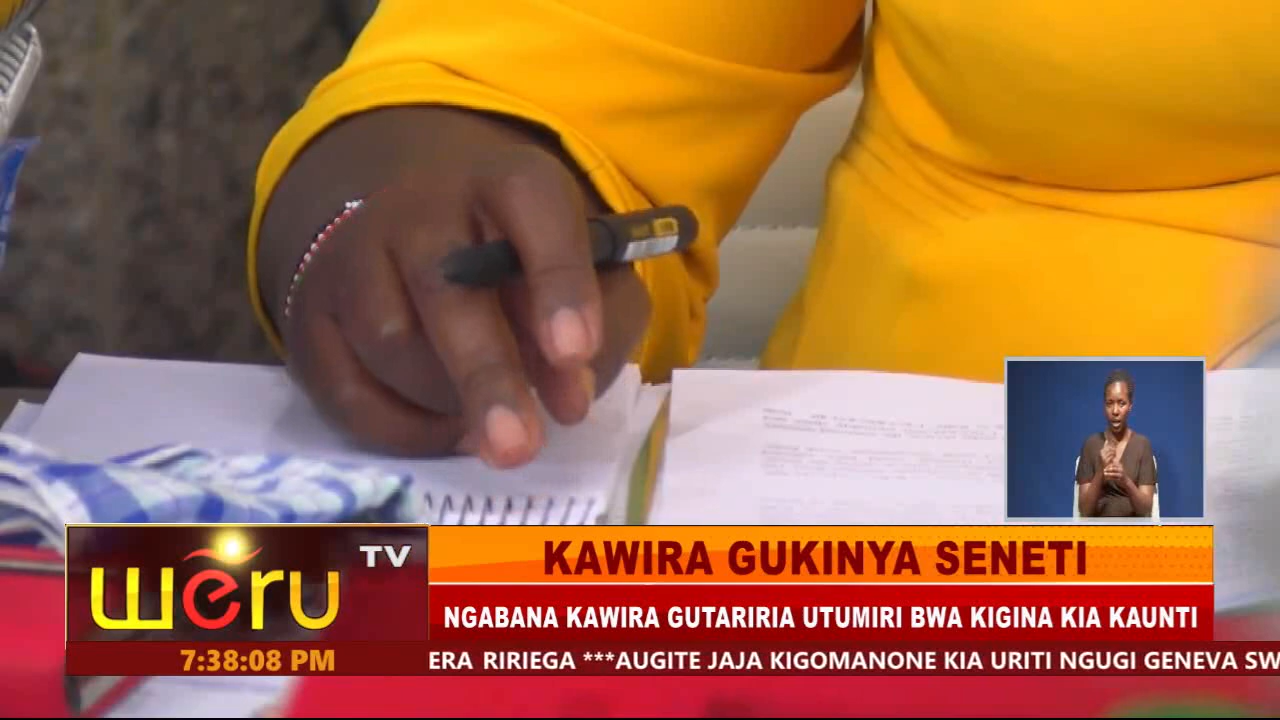 KAWIRA GUKINYA SENETI
weru TV
NGABANA KAWIRA GUTARIRIA UTUMIRI BWA KIGINA KIA KAUNTI
7:38:08 PM
ERA RIRIEGA ***AUGITE JAJA KIGOMANONE KIA URITI NGUGI GENEVA SW